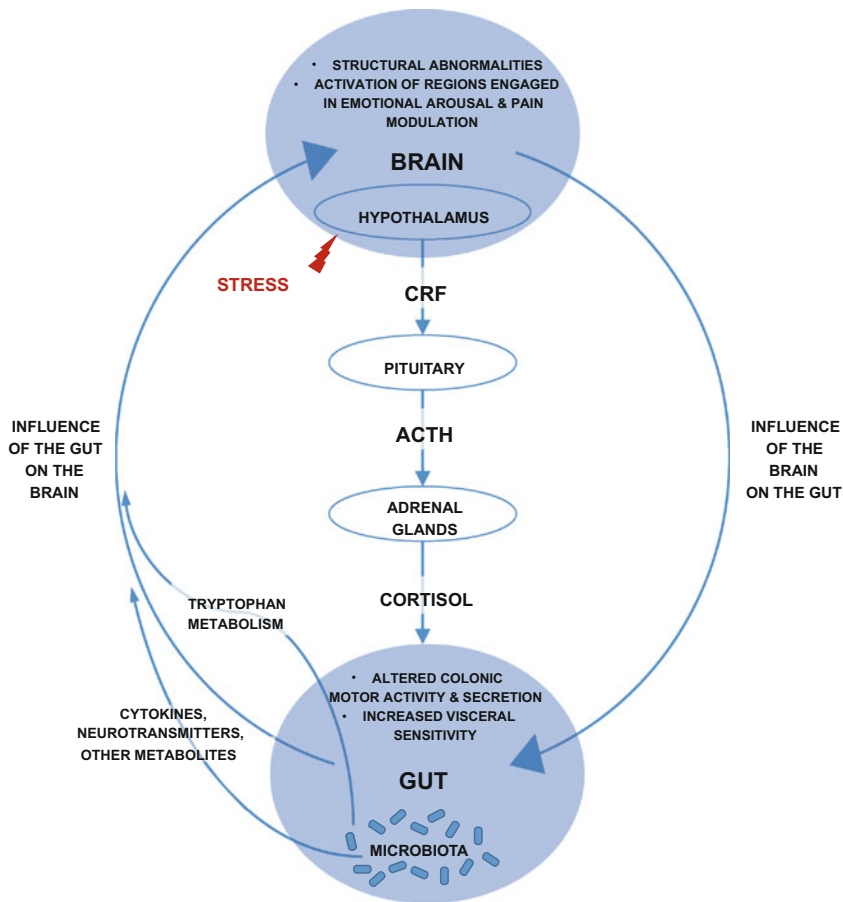 • STRUCTURAL ABNORMALITIES
• ACTIVATION OF REGIONS ENGAGED
IN EMOTIONAL AROUSAL & PAIN
MODULATION
BRAIN
HYPOTHALAMUS
STRESS
CRF
PITUITARY
INFLUENCE
OF THE GUT
ON THE
BRAIN
ACTH
INFLUENCE
OF THE
BRAIN
ON THE GUT
ADRENAL
GLANDS
CORTISOL
TRYPTOPHAN
METABOLISM
• ALTERED COLONIC
MOTOR ACTIVITY & SECRETION
• INCREASED VISCERAL
SENSITIVITY
CYTOKINES,
NEUROTRANSMITTERS,
OTHER METABOLITES
GUT
MICROBIOTA